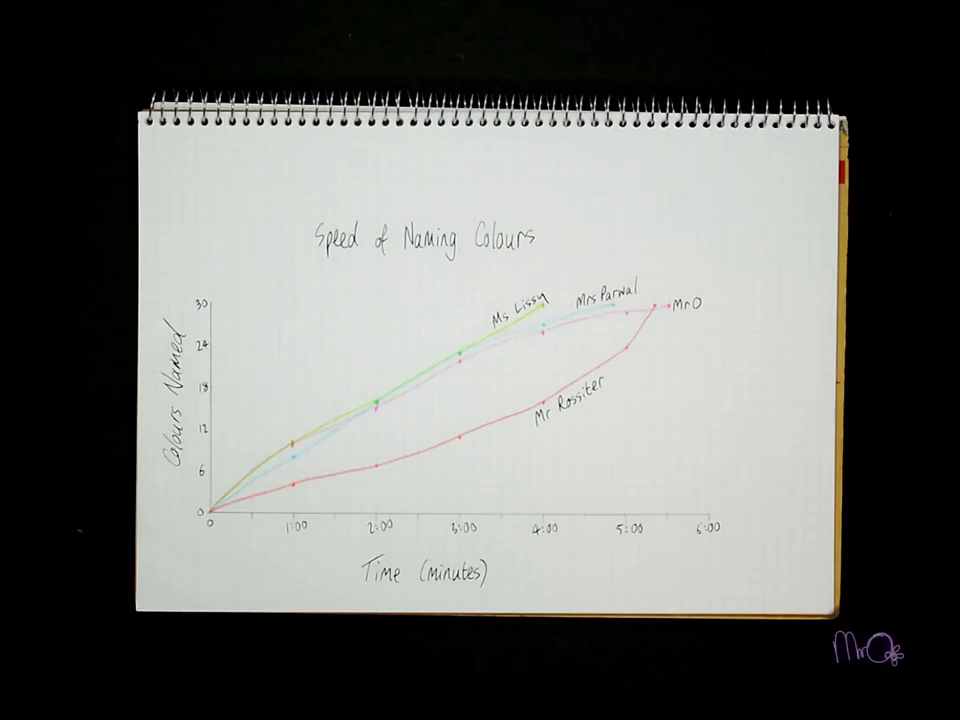 Speed of Naming Colours
Colours Named
30
24
18
12
6
0
Ms Lissy
Mrs Parwal
MrO
Mr Rossiter
0 1:00 2:00 3:00 4:00 5:00 6:00
Time (minutes)
MrO